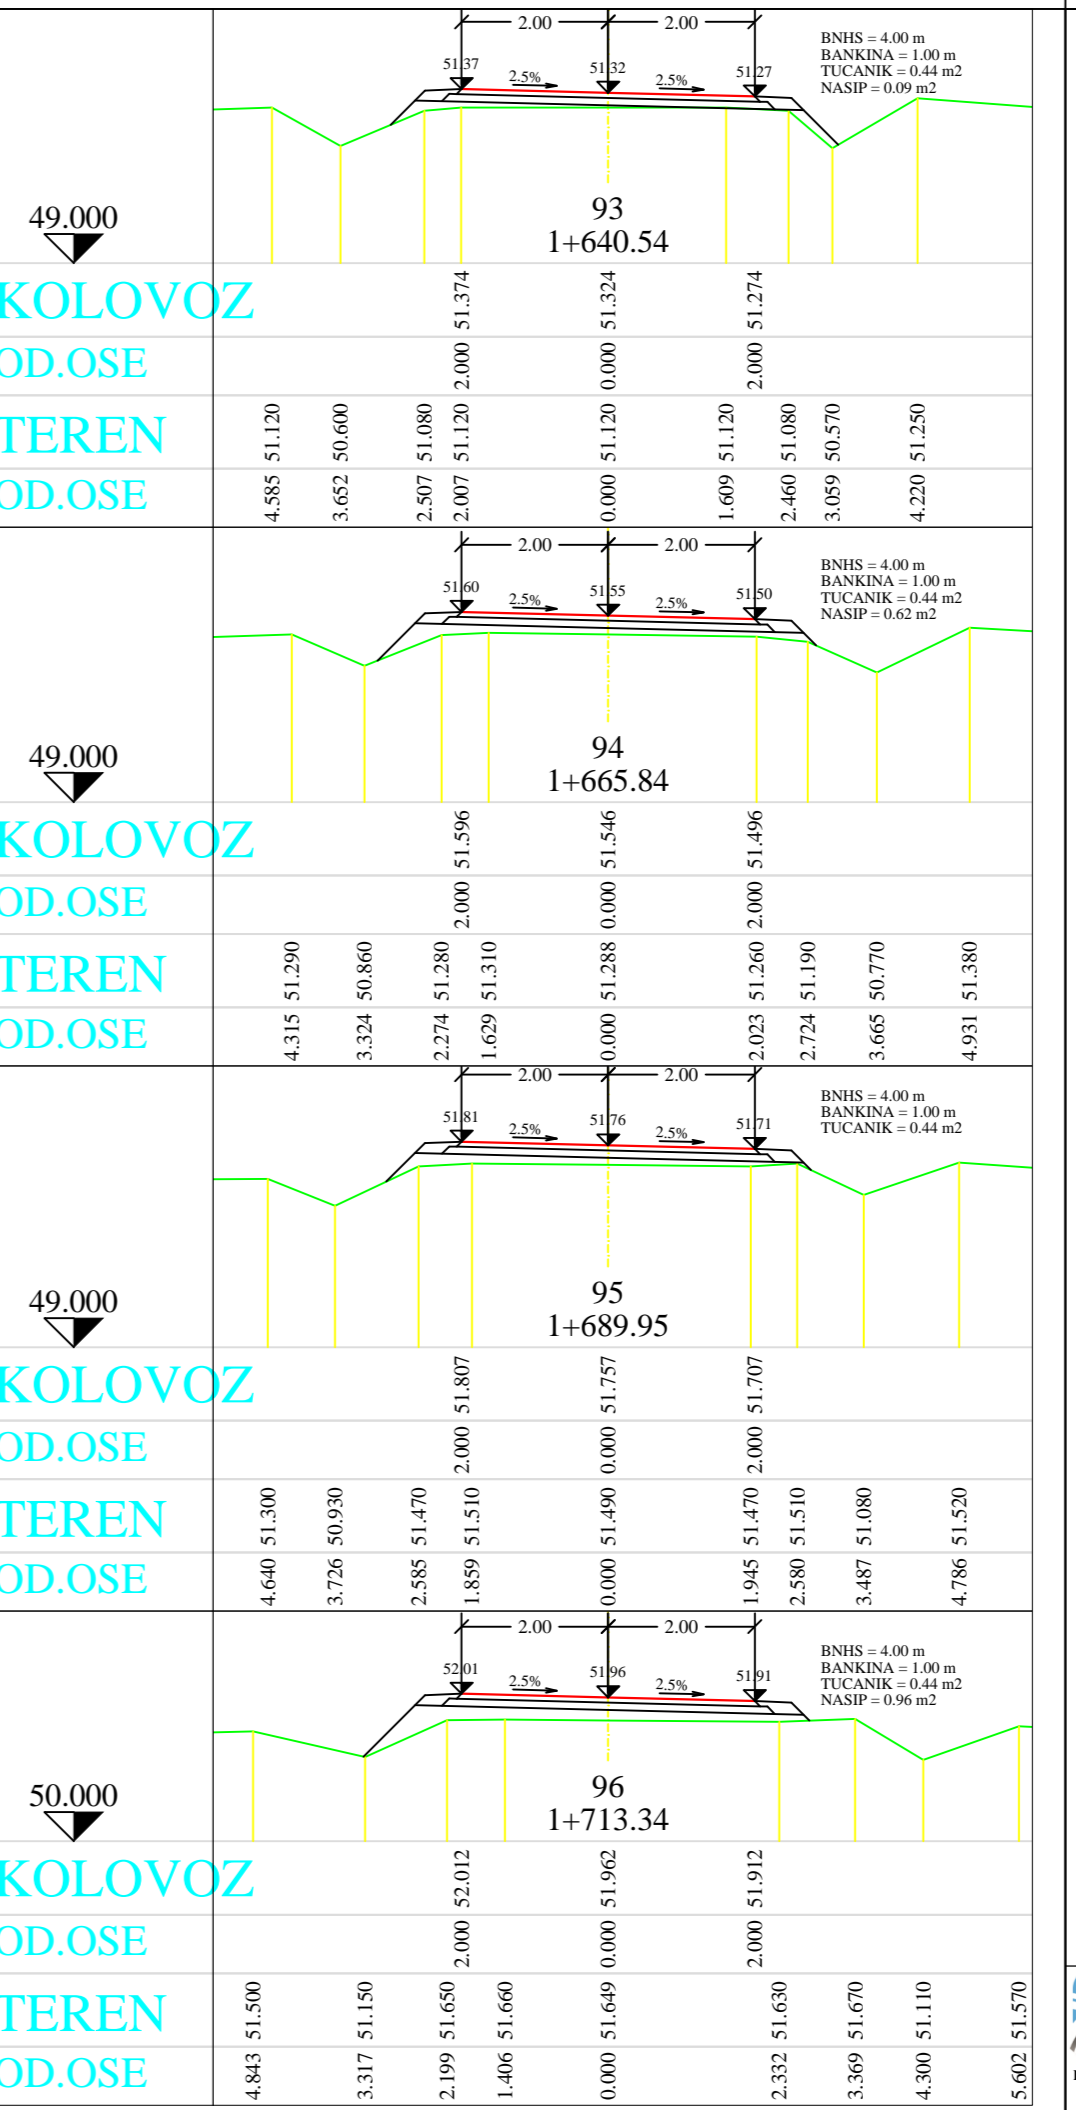 2.00 2.00
BNHS = 4.00 m
BANKINA = 1.00 m
TUCANIK = 0.44 m2
NASIP = 0.09 m2
51.37 2.5% 51.32 2.5% 51.27
93
1+640.54
49.000
KOLOVOZ 51.374 51.324 51.274
OD.OSE 2.000 0.000 2.000
TEREN 51.120 50.600 51.080 51.120 51.120 51.120 51.080 50.570 51.250
OD.OSE 4.585 3.652 2.507 2.007 0.000 1.609 2.460 3.059 4.220
2.00 2.00
BNHS = 4.00 m
BANKINA = 1.00 m
TUCANIK = 0.44 m2
NASIP = 0.62 m2
51.60 2.5% 51.55 2.5% 51.50
94
1+665.84
49.000
KOLOVOZ 51.596 51.546 51.496
OD.OSE 2.000 0.000 2.000
TEREN 51.290 50.860 51.280 51.310 51.288 51.260 51.190 50.770 51.380
OD.OSE 4.315 3.324 2.274 1.629 0.000 2.023 2.724 3.665 4.931
2.00 2.00
BNHS = 4.00 m
BANKINA = 1.00 m
TUCANIK = 0.44 m2
51.81 2.5% 51.76 2.5% 51.71
95
1+689.95
49.000
KOLOVOZ 51.807 51.757 51.707
OD.OSE 2.000 0.000 2.000
TEREN 51.300 50.930 51.470 51.510 51.490 51.470 51.510 51.080 51.520
OD.OSE 4.640 3.726 2.585 1.859 0.000 1.945 2.580 3.487 4.786
2.00 2.00
BNHS = 4.00 m
BANKINA = 1.00 m
TUCANIK = 0.44 m2
NASIP = 0.96 m2
52.01 2.5% 51.96 2.5% 51.91
96
1+713.34
50.000
KOLOVOZ 52.012 51.962 51.912
OD.OSE 2.000 0.000 2.000
TEREN 51.500 51.150 51.650 51.660 51.649 51.630 51.670 51.110 51.570
OD.OSE 4.843 3.317 2.199 1.406 0.000 2.332 3.369 4.300 5.602